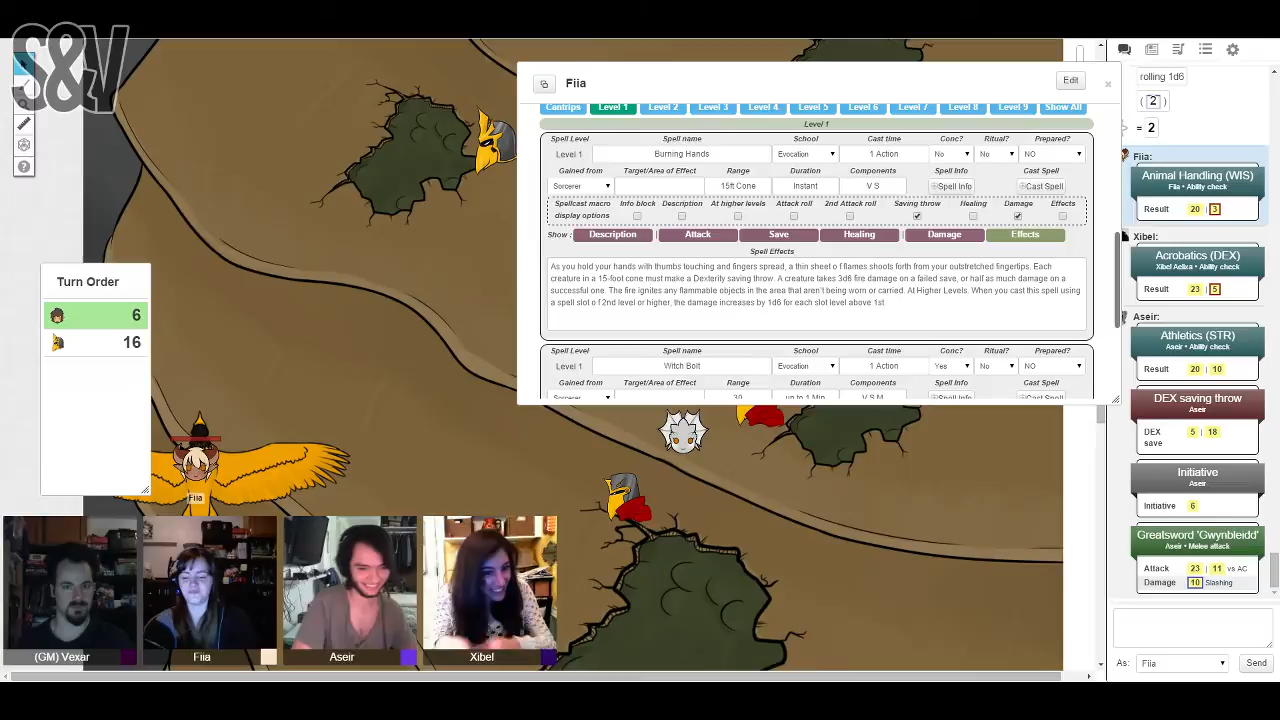 S&V
Fiia
Edit
×
Cantrips Level 1 Level 2 Level 3 Level 4 Level 5 Level 6 Level 7 Level 8 Level 9 Show All
Level 1
Spell Level Spell name School Cast time Conc? Ritual? Prepared?
Level 1 Burning Hands Evocation 1 Action No No NO
Gained from Target/Area of Effect Range Duration Components Spell Info Cast Spell
Sorcerer 15ft Cone Instant V S Spell Info Cast Spell
Spellcast macro Info block Description At higher levels Attack roll 2nd Attack roll Saving throw Healing Damage Effects
display options
Show : Description | Attack Save Healing | Damage Effects
Spell Effects
As you hold your hands with thumbs touching and fingers spread, a thin sheet o f flames shoots forth from your outstretched fingertips. Each
creature in a 15-foot cone must make a Dexterity saving throw. A creature takes 3d6 fire damage on a failed save, or half as much damage on a
successful one. The fire ignites any flammable objects in the area that aren't being worn or carried. At Higher Levels. When you cast this spell using
a spell slot o f 2nd level or higher, the damage increases by 1d6 for each slot level above 1st
Spell Level Spell name School Cast time Conc? Ritual? Prepared?
Level 1 Witch Bolt Evocation 1 Action Yes No NO
Gained from Target/Area of Effect Range Duration Components Spell Info Cast Spell
Sorcerer 30 up to 1 Min V S M Spell Info Cast Spell
Turn Order
6
16
Fiia
(GM) Vexar
Fiia
Aseir
Xibel
rolling 1d6
( 2 )
= 2
Fiia:
Animal Handling (WIS)
Fiia • Ability check
Result 20 | 3
Xibel:
Acrobatics (DEX)
Xibel Aelixa • Ability check
Result 23 | 5
Aseir:
Athletics (STR)
Aseir • Ability check
Result 20 | 10
DEX saving throw
Aseir
DEX save 5 | 18
Initiative
Aseir
Initiative 6
Greatsword 'Gwynbleidd'
Aseir • Melee attack
Attack 23 | 11 vs AC
Damage 10 Slashing
As: Fiia Send